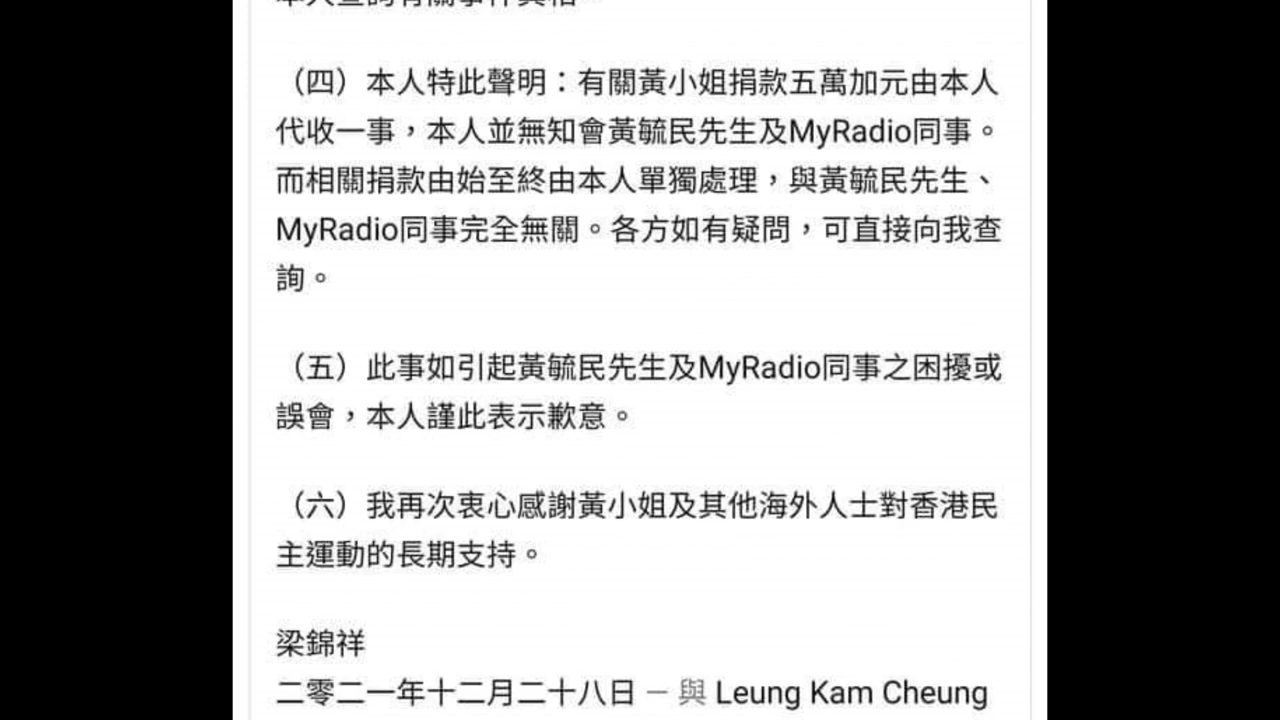 （四）本人特此聲明：有關黃小姐捐款五萬加元由本人
代收一事，本人並無知會黃毓民先生及MyRadio同事。
而相關捐款由始至終由本人單獨處理，與黃毓民先生、
MyRadio同事完全無關。各方如有疑問，可直接向我查
詢。
（五）此事如引起黃毓民先生及MyRadio同事之困擾或
誤會，本人謹此表示歉意。
（六）我再次衷心感謝黃小姐及其他海外人士對香港民
主運動的長期支持。
梁錦祥
二零二一年十二月二十八日 — 與 Leung Kam Cheung